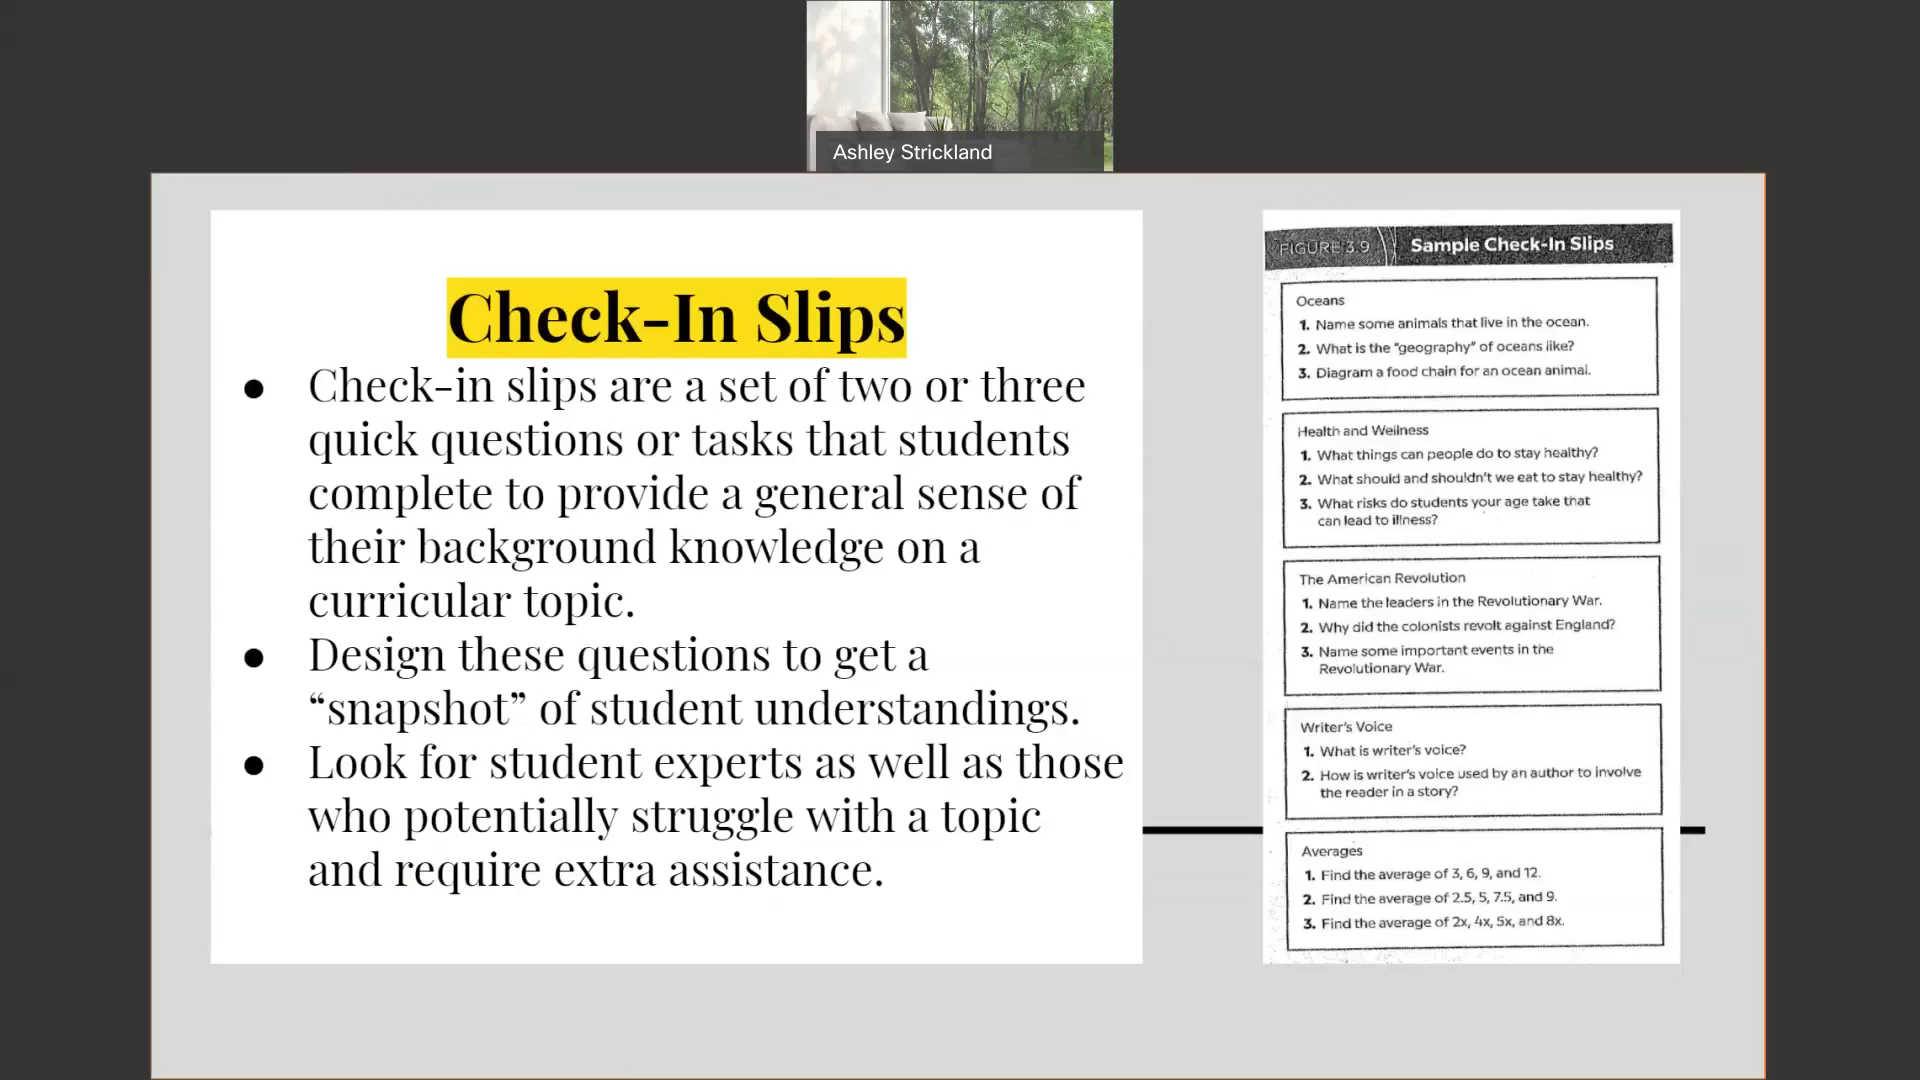 Ashley Strickland
Check-In Slips
● Check-in slips are a set of two or three
quick questions or tasks that students
complete to provide a general sense of
their background knowledge on a
curricular topic.
● Design these questions to get a
“snapshot” of student understandings.
● Look for student experts as well as those
who potentially struggle with a topic
and require extra assistance.
FIGURE 3.9 Sample Check-In Slips
Oceans
1. Name some animals that live in the ocean.
2. What is the “geography” of oceans like?
3. Diagram a food chain for an ocean animal.
Health and Wellness
1. What things can people do to stay healthy?
2. What should and shouldn't we eat to stay healthy?
3. What risks do students your age take that
can lead to illness?
The American Revolution
1. Name the leaders in the Revolutionary War.
2. Why did the colonists revolt against England?
3. Name some important events in the
Revolutionary War.
Writer's Voice
1. What is writer's voice?
2. How is writer's voice used by an author to involve
the reader in a story?
Averages
1. Find the average of 3, 6, 9, and 12.
2. Find the average of 2.5, 5, 7.5, and 9.
3. Find the average of 2x, 4x, 5x, and 8x.